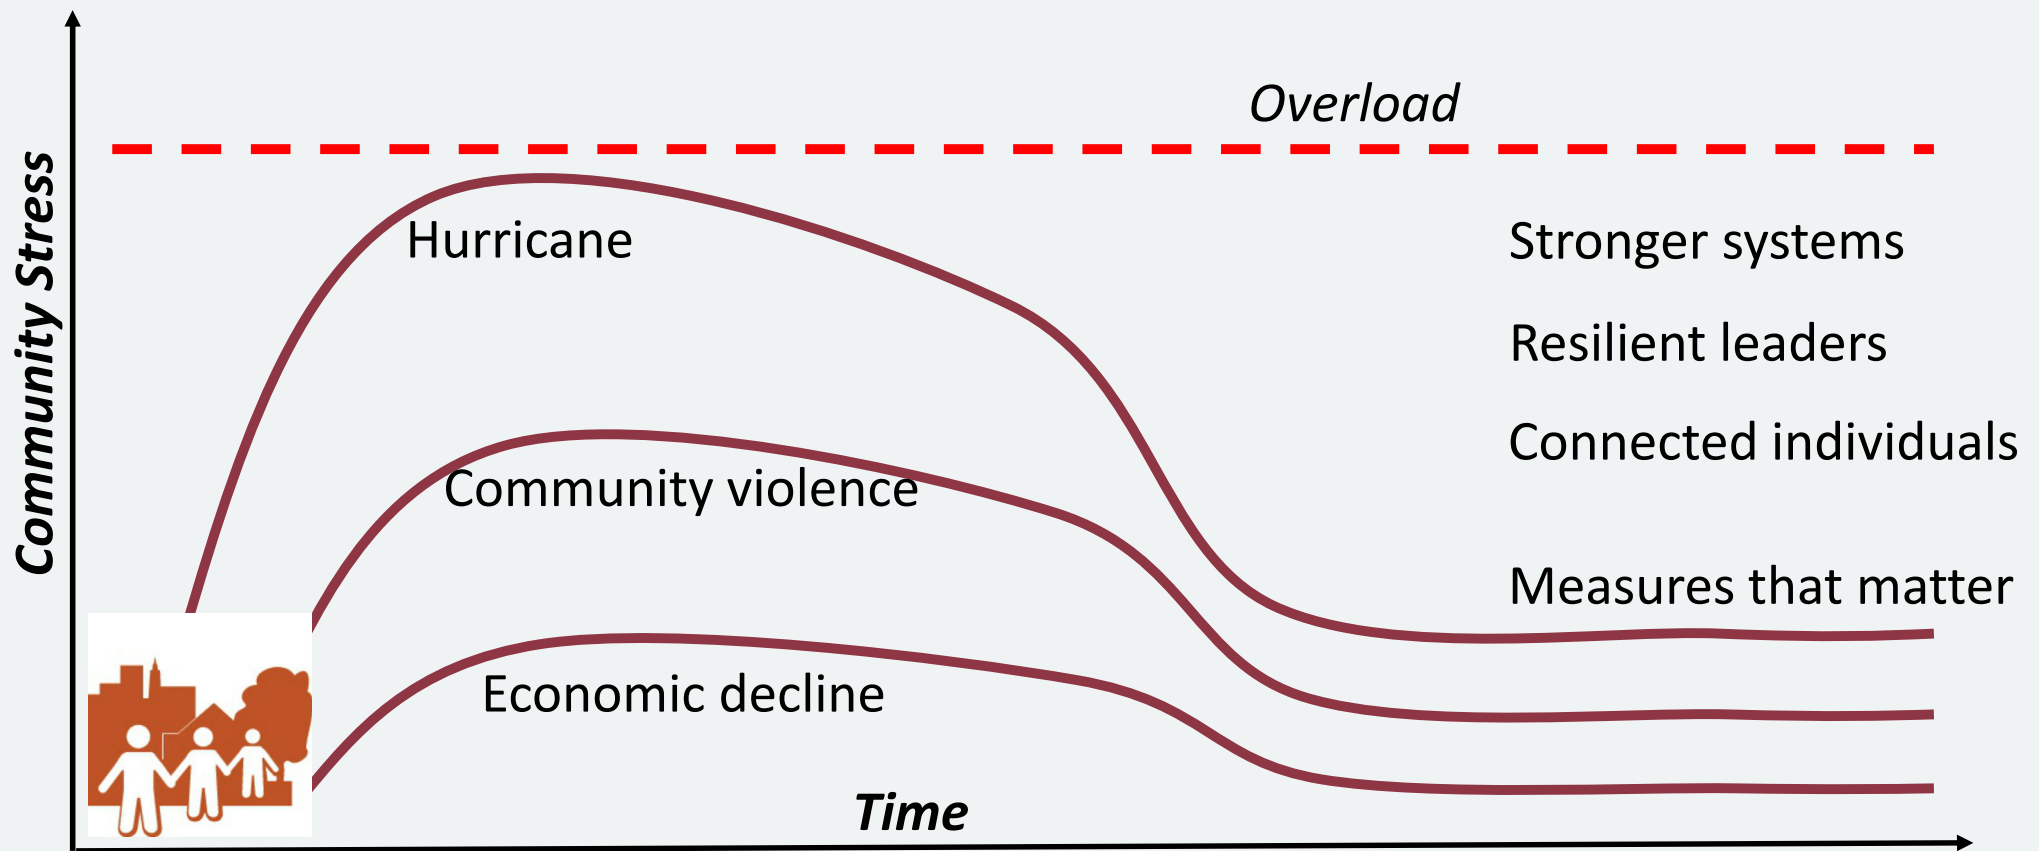 Overload
Community Stress
Hurricane
Stronger systems
Resilient leaders
Connected individuals
Community violence
Measures that matter
Economic decline
Time